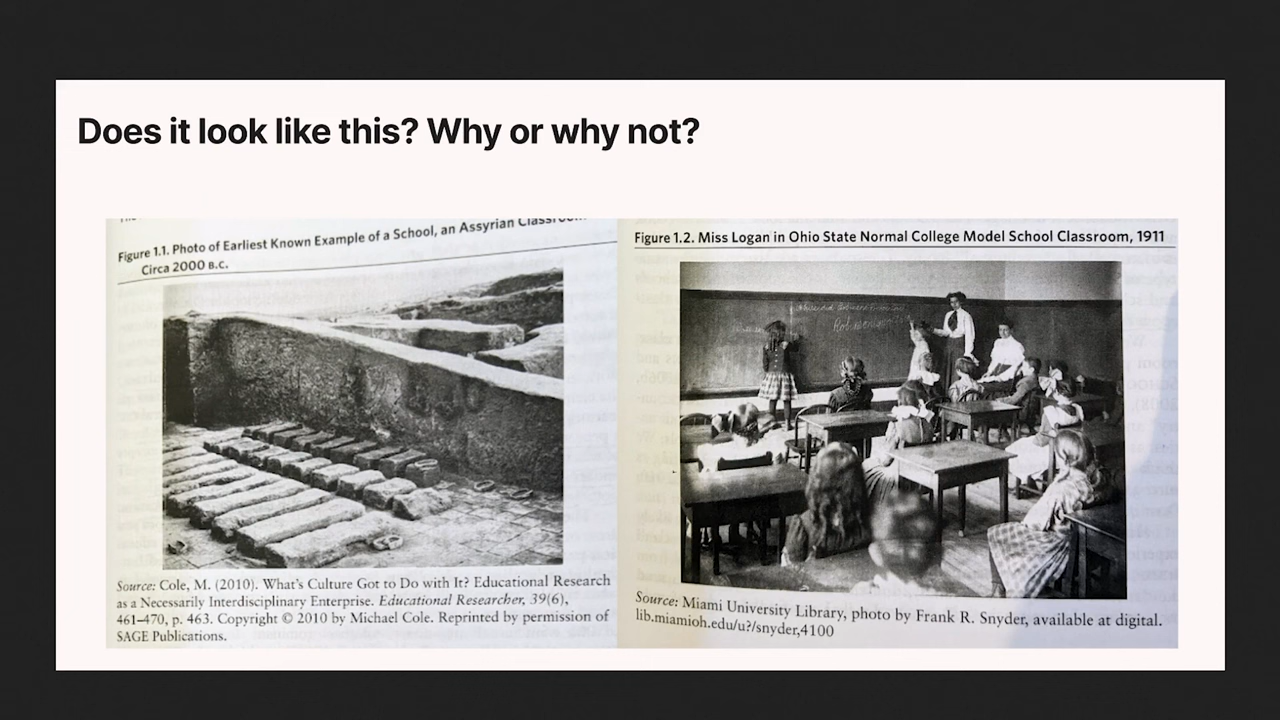 Does it look like this? Why or why not?
Figure 1.1. Photo of Earliest Known Example of a School, an Assyrian Classroom
Circa 2000 B.C.
Source: Cole, M. (2010). What's Culture Got to Do with It? Educational Research
as a Necessarily Interdisciplinary Enterprise. Educational Researcher, 39(6),
461–470, p. 463. Copyright © 2010 by Michael Cole. Reprinted by permission of
SAGE Publications.
Figure 1.2. Miss Logan in Ohio State Normal College Model School Classroom, 1911
Source: Miami University Library, photo by Frank R. Snyder, available at digital.
lib.miamioh.edu/u?/snyder,4100